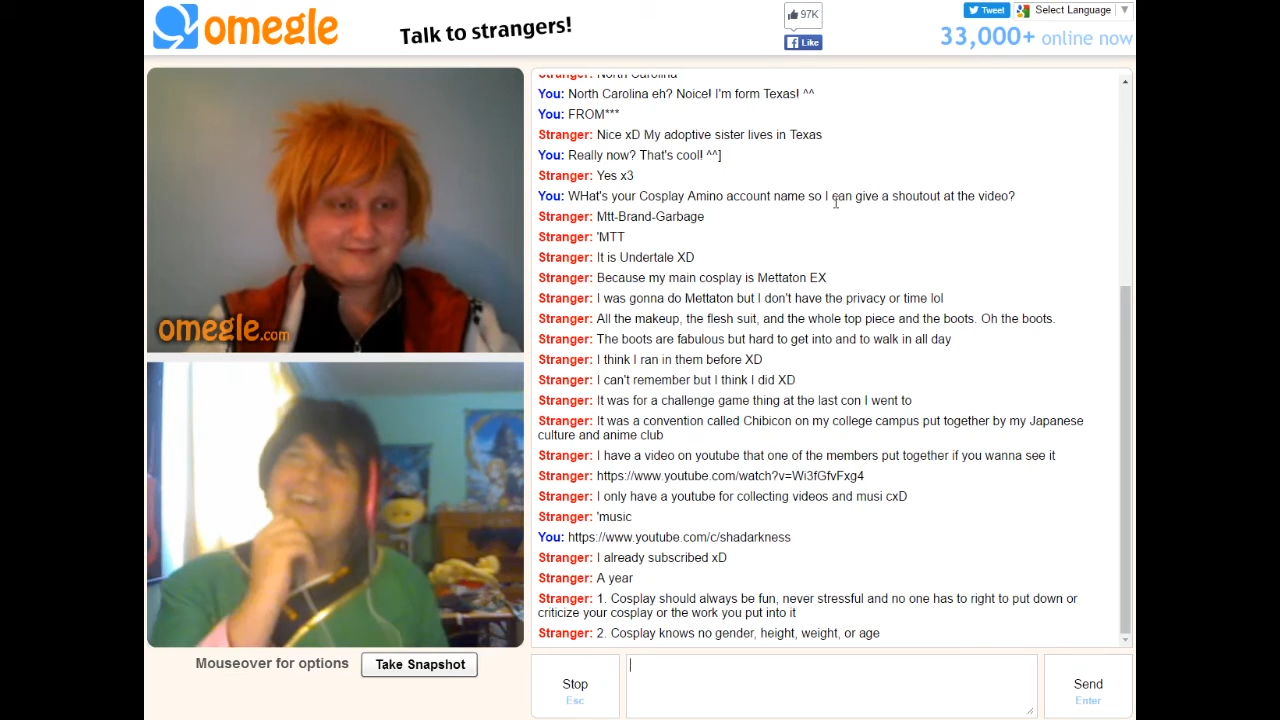 omegle
Talk to strangers!
97K
Like
Tweet
Select Language
33,000+ online now
Stranger: North Carolina
You: North Carolina eh? Noice! I'm form Texas! ^^
You: FROM***
Stranger: Nice xD My adoptive sister lives in Texas
You: Really now? That's cool! ^^]
Stranger: Yes x3
You: WHat's your Cosplay Amino account name so I can give a shoutout at the video?
Stranger: Mtt-Brand-Garbage
Stranger: 'MTT
Stranger: It is Undertale XD
Stranger: Because my main cosplay is Mettaton EX
Stranger: I was gonna do Mettaton but I don't have the privacy or time lol
Stranger: All the makeup, the flesh suit, and the whole top piece and the boots. Oh the boots.
Stranger: The boots are fabulous but hard to get into and to walk in all day
Stranger: I think I ran in them before XD
Stranger: I can't remember but I think I did XD
Stranger: It was for a challenge game thing at the last con I went to
Stranger: It was a convention called Chibicon on my college campus put together by my Japanese
culture and anime club
Stranger: I have a video on youtube that one of the members put together if you wanna see it
Stranger: https://www.youtube.com/watch?v=Wi3fGfvFxg4
Stranger: I only have a youtube for collecting videos and musi cxD
Stranger: 'music
You: https://www.youtube.com/c/shadarkness
Stranger: I already subscribed xD
Stranger: A year
Stranger: 1. Cosplay should always be fun, never stressful and no one has to right to put down or
criticize your cosplay or the work you put into it
Stranger: 2. Cosplay knows no gender, height, weight, or age
omegle.com
Mouseover for options
Take Snapshot
Stop
Esc
Send
Enter